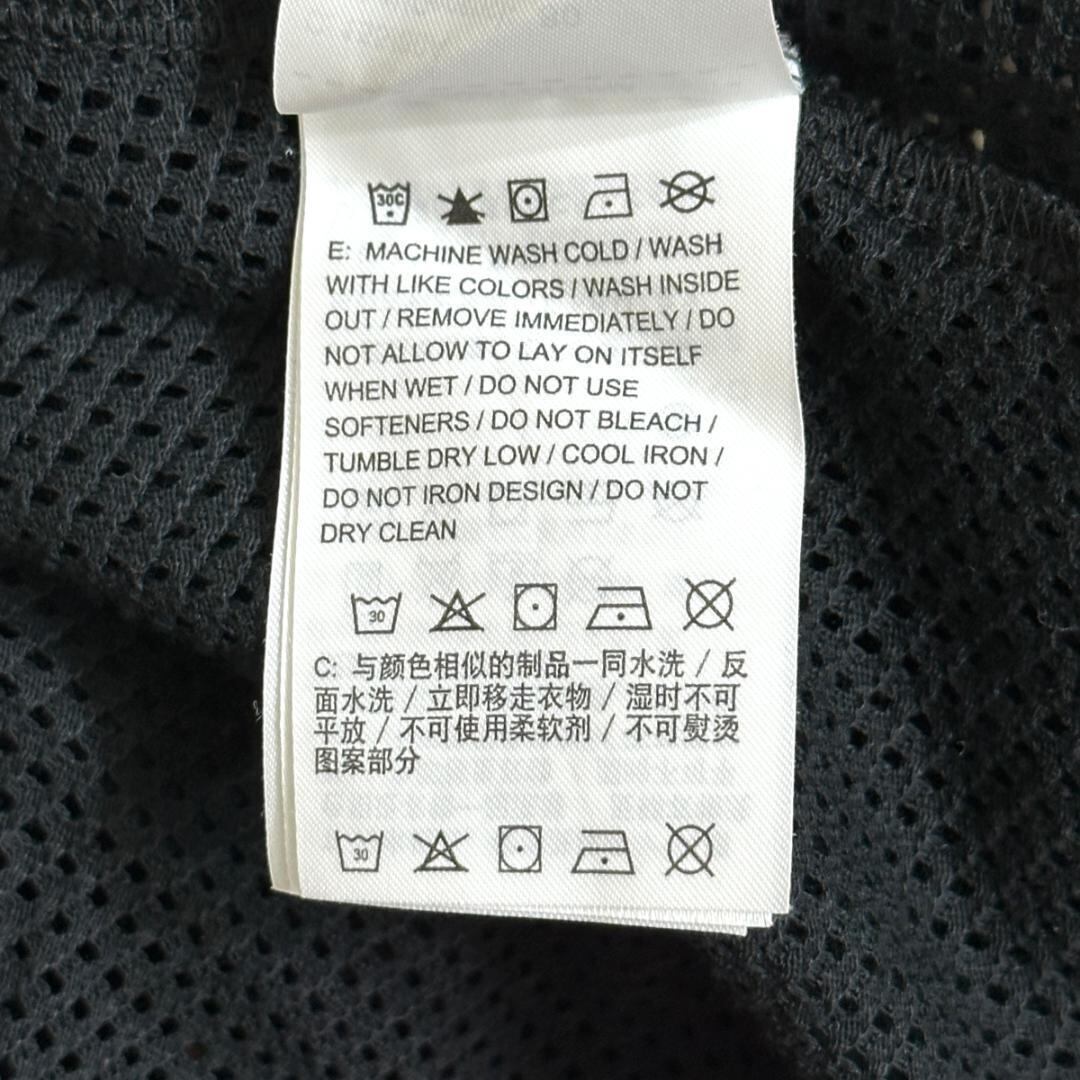 30C
E: MACHINE WASH COLD / WASH
WITH LIKE COLORS / WASH INSIDE
OUT / REMOVE IMMEDIATELY / DO
NOT ALLOW TO LAY ON ITSELF
WHEN WET / DO NOT USE
SOFTENERS / DO NOT BLEACH /
TUMBLE DRY LOW / COOL IRON /
DO NOT IRON DESIGN / DO NOT
DRY CLEAN
30
C: 与颜色相似的制品一同水洗 / 反
面水洗 / 立即移走衣物 / 湿时不可
平放 / 不可使用柔软剂 / 不可熨烫
图案部分
30